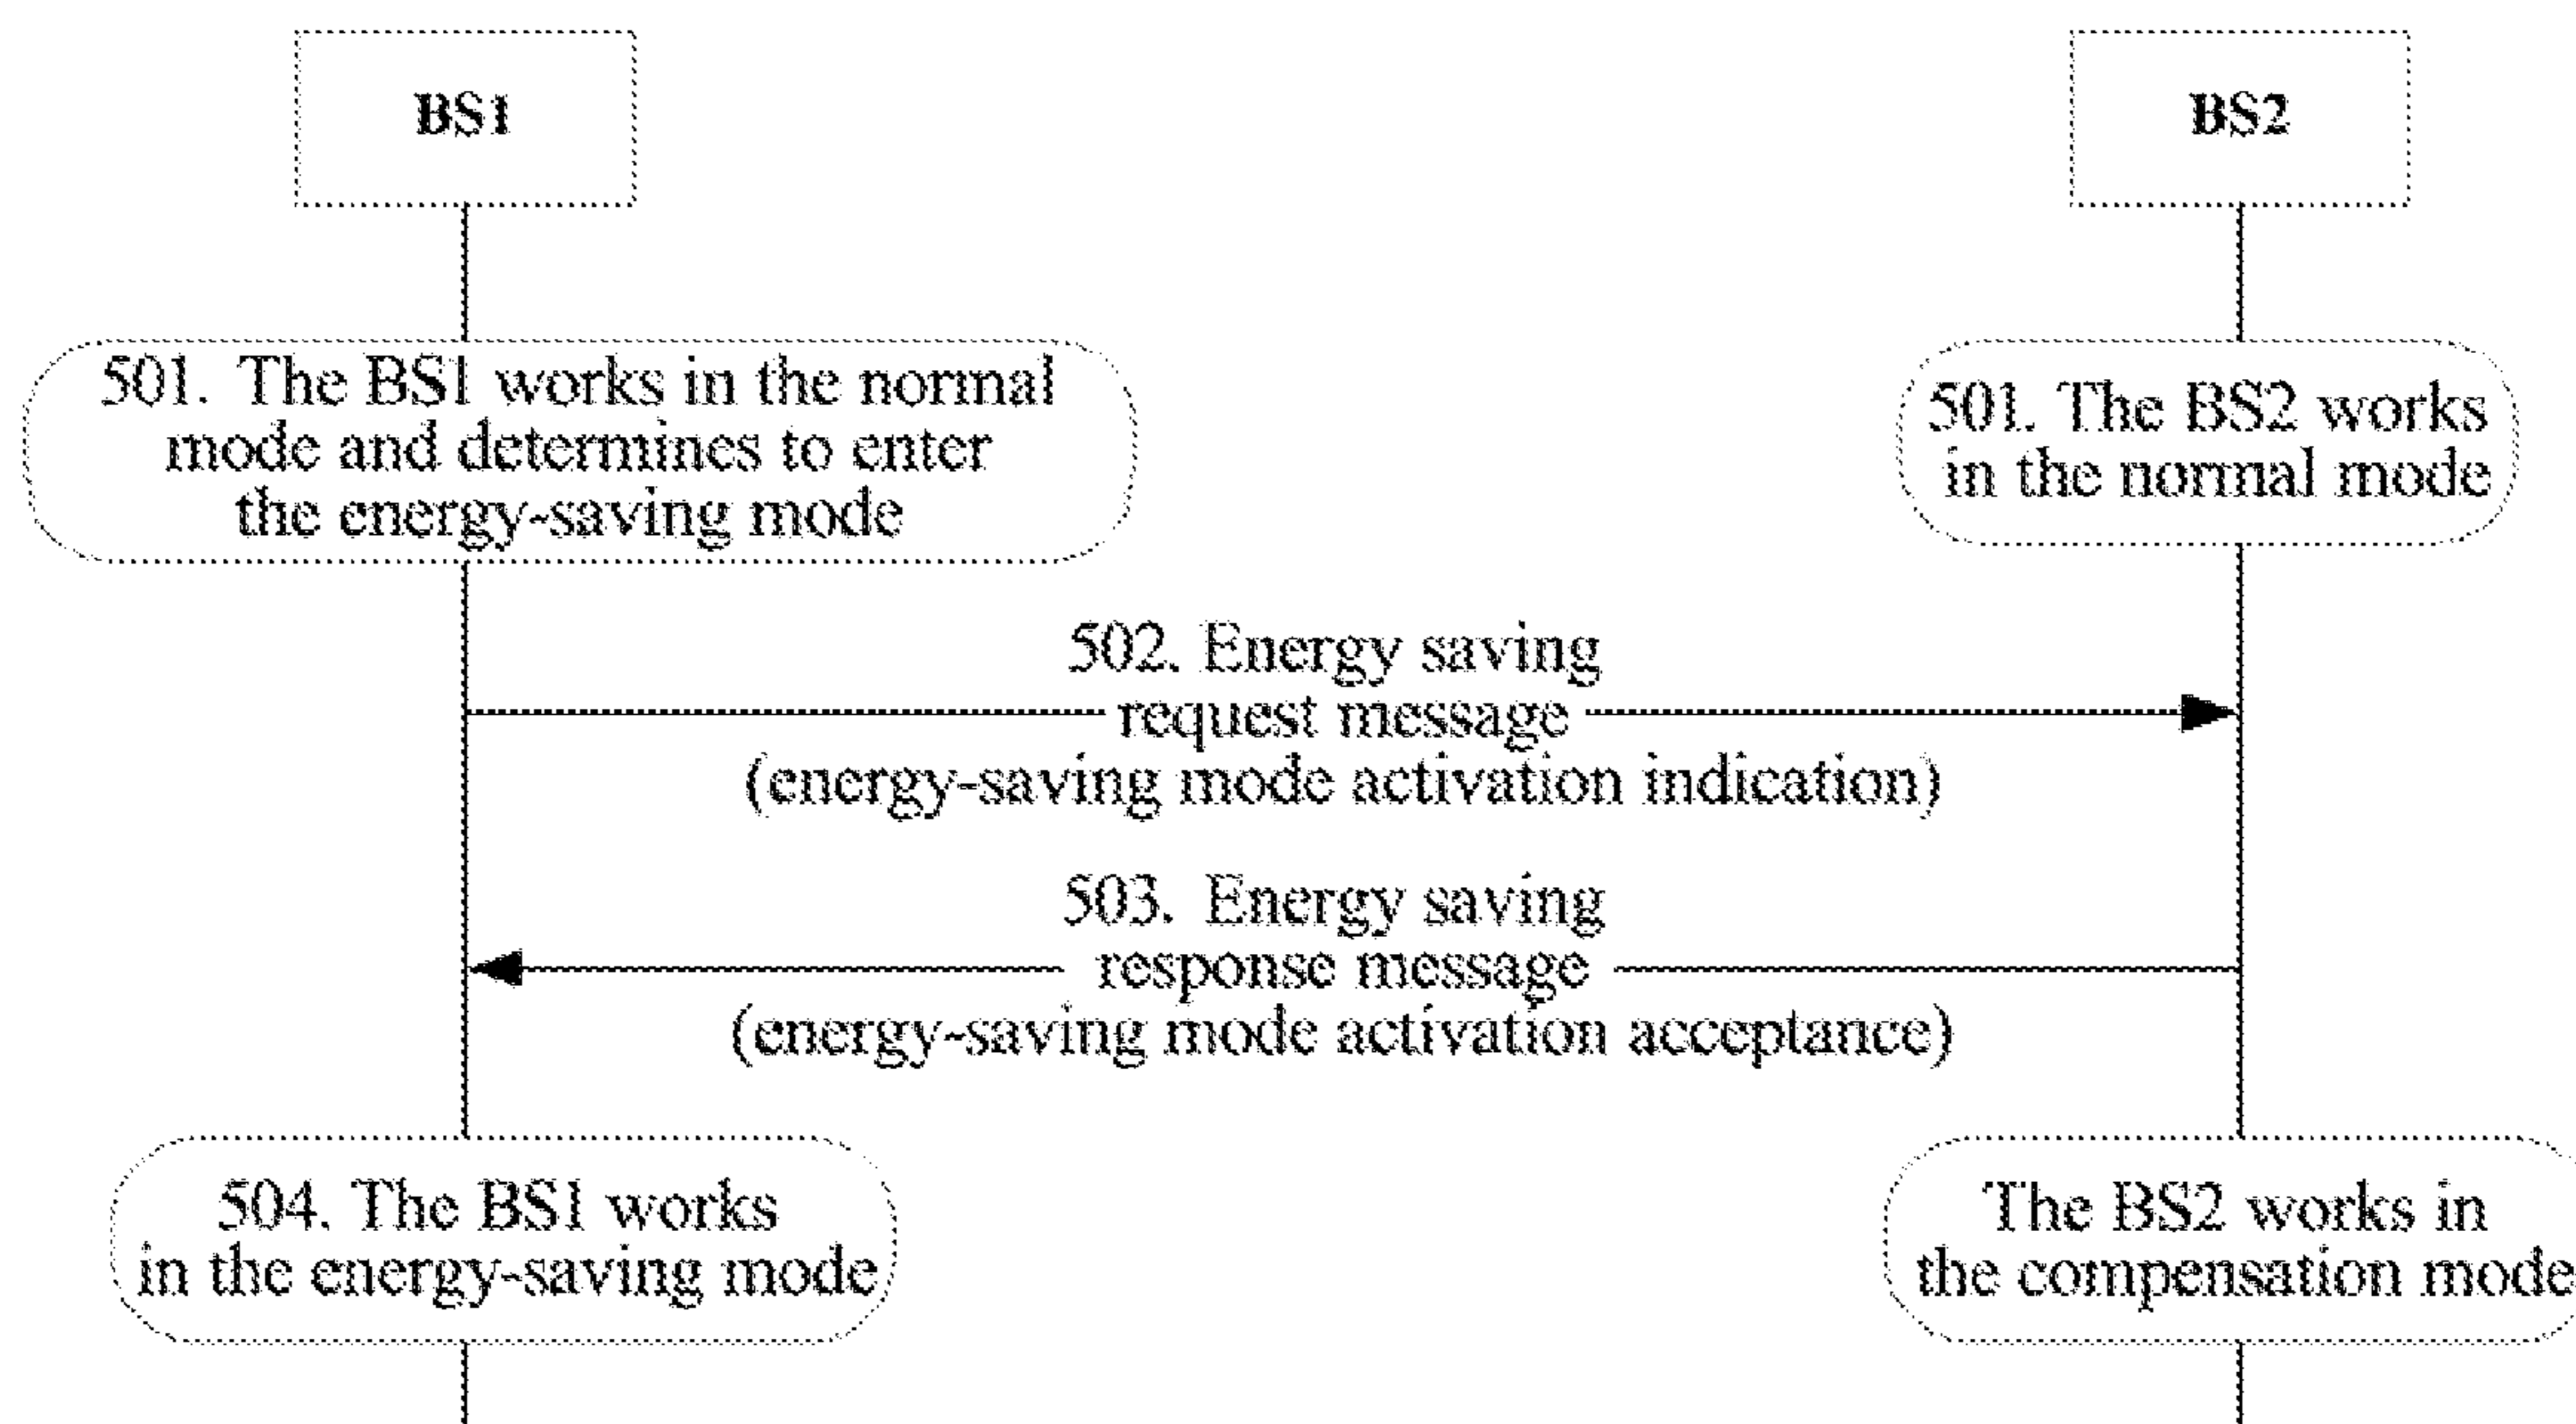 BS1
BS2
501. The BS1 works in the normal
mode and determines to enter
the energy-saving mode
501. The BS2 works
in the normal mode
502. Energy saving
request message
(energy-saving mode activation indication)
503. Energy saving
response message
(energy-saving mode activation acceptance)
504. The BS1 works
in the energy-saving mode
The BS2 works in
the compensation mode